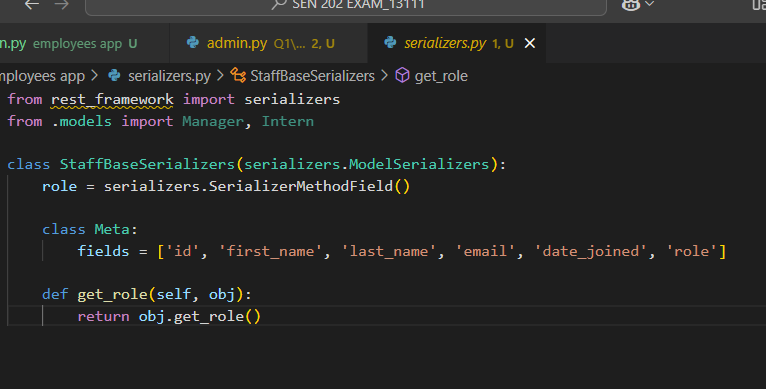 SEN 202 EXAM_13111
n.py employees app U admin.py Q1\... 2, U serializers.py 1, U
mployees app > serializers.py > StaffBaseSerializers > get_role
from rest_framework import serializers
from .models import Manager, Intern
class StaffBaseSerializers(serializers.ModelSerializers):
role = serializers.SerializerMethodField()
class Meta:
fields = ['id', 'first_name', 'last_name', 'email', 'date_joined', 'role']
def get_role(self, obj):
return obj.get_role()